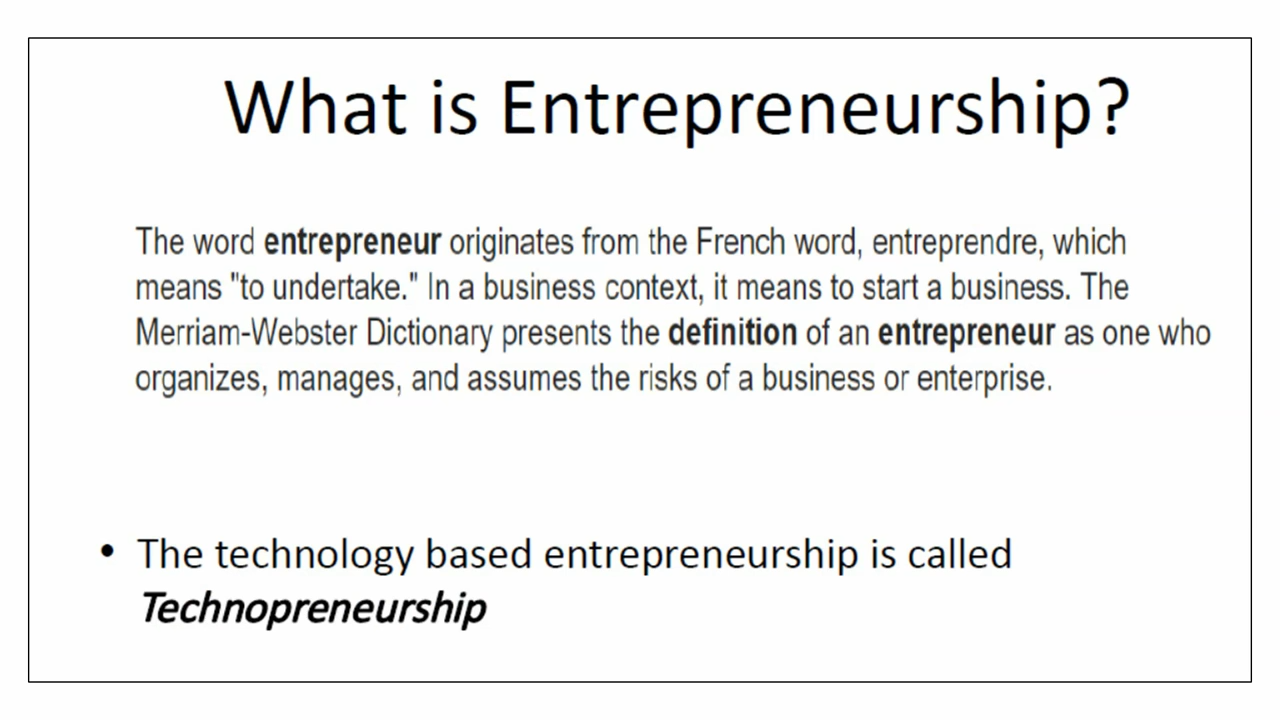 What is Entrepreneurship?
The word entrepreneur originates from the French word, entreprendre, which
means "to undertake." In a business context, it means to start a business. The
Merriam-Webster Dictionary presents the definition of an entrepreneur as one who
organizes, manages, and assumes the risks of a business or enterprise.
• The technology based entrepreneurship is called
Technopreneurship